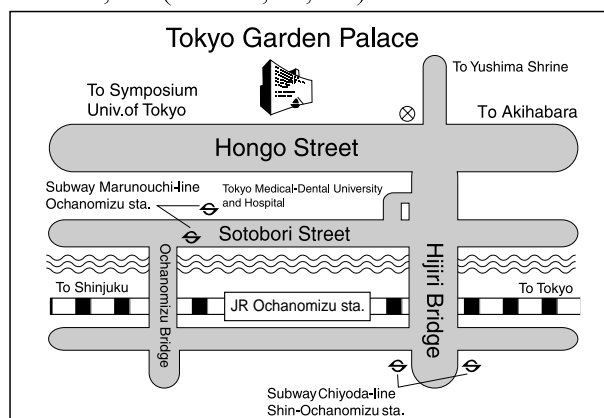 Tokyo Garden Palace
To Yushima Shrine
To Symposium
Univ.of Tokyo
To Akihabara
Hongo Street
Subway Marunouchi-line
Ochanomizu sta.
Tokyo Medical-Dental University
and Hospital
Sotobori Street
Ochanomizu Bridge
Hijiri Bridge
To Shinjuku
To Tokyo
JR Ochanomizu sta.
Subway Chiyoda-line
Shin-Ochanomizu sta.